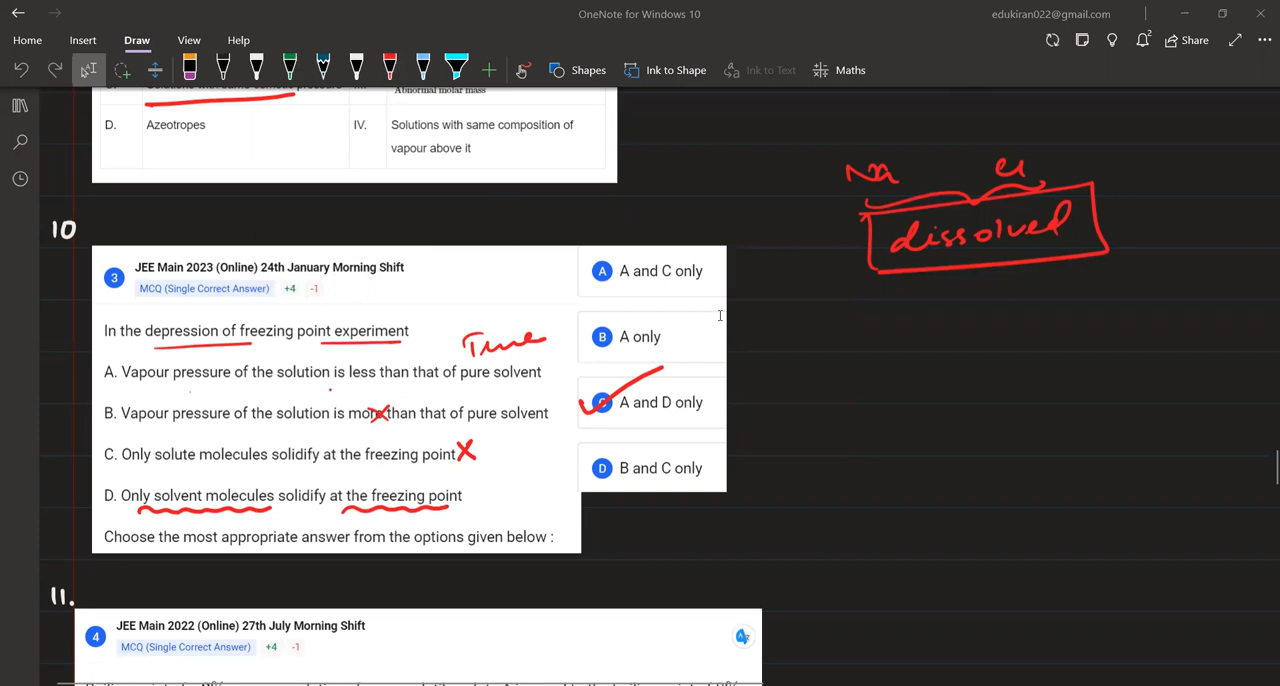 OneNote for Windows 10
edukiran022@gmail.com
Home Insert Draw View Help
Share
Shapes Ink to Shape Ink to Text Maths
Abnormal molar mass
D. Azeotropes IV. Solutions with same composition of
vapour above it
Na Cl
dissolved
10
3 JEE Main 2023 (Online) 24th January Morning Shift
MCQ (Single Correct Answer) +4 -1
In the depression of freezing point experiment
True
A. Vapour pressure of the solution is less than that of pure solvent
B. Vapour pressure of the solution is more than that of pure solvent
C. Only solute molecules solidify at the freezing point
D. Only solvent molecules solidify at the freezing point
Choose the most appropriate answer from the options given below :
A A and C only
B A only
C A and D only
D B and C only
11.
4 JEE Main 2022 (Online) 27th July Morning Shift
MCQ (Single Correct Answer) +4 -1